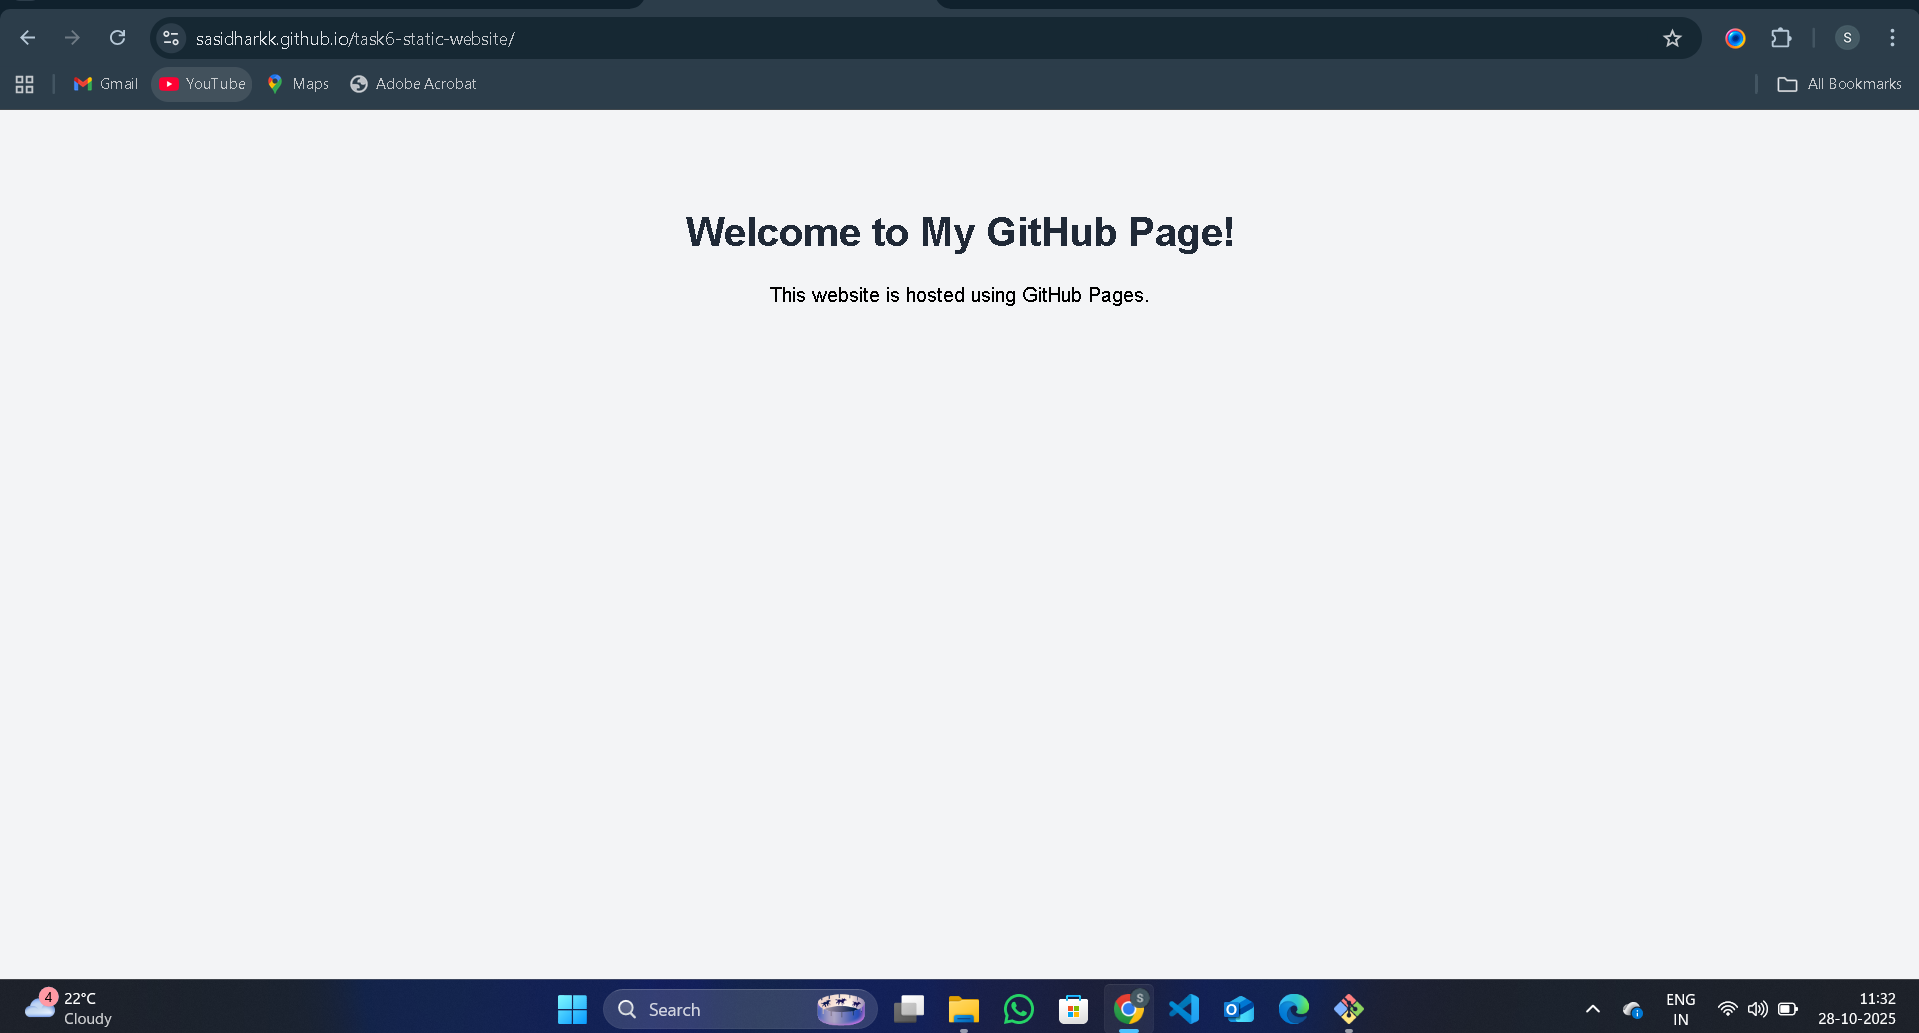 sasidharkk.github.io/task6-static-website/
S
Gmail
YouTube
Maps
Adobe Acrobat
All Bookmarks
Welcome to My GitHub Page!
This website is hosted using GitHub Pages.
4
22°C
Cloudy
Search
S
ENG
IN
11:32
28-10-2025